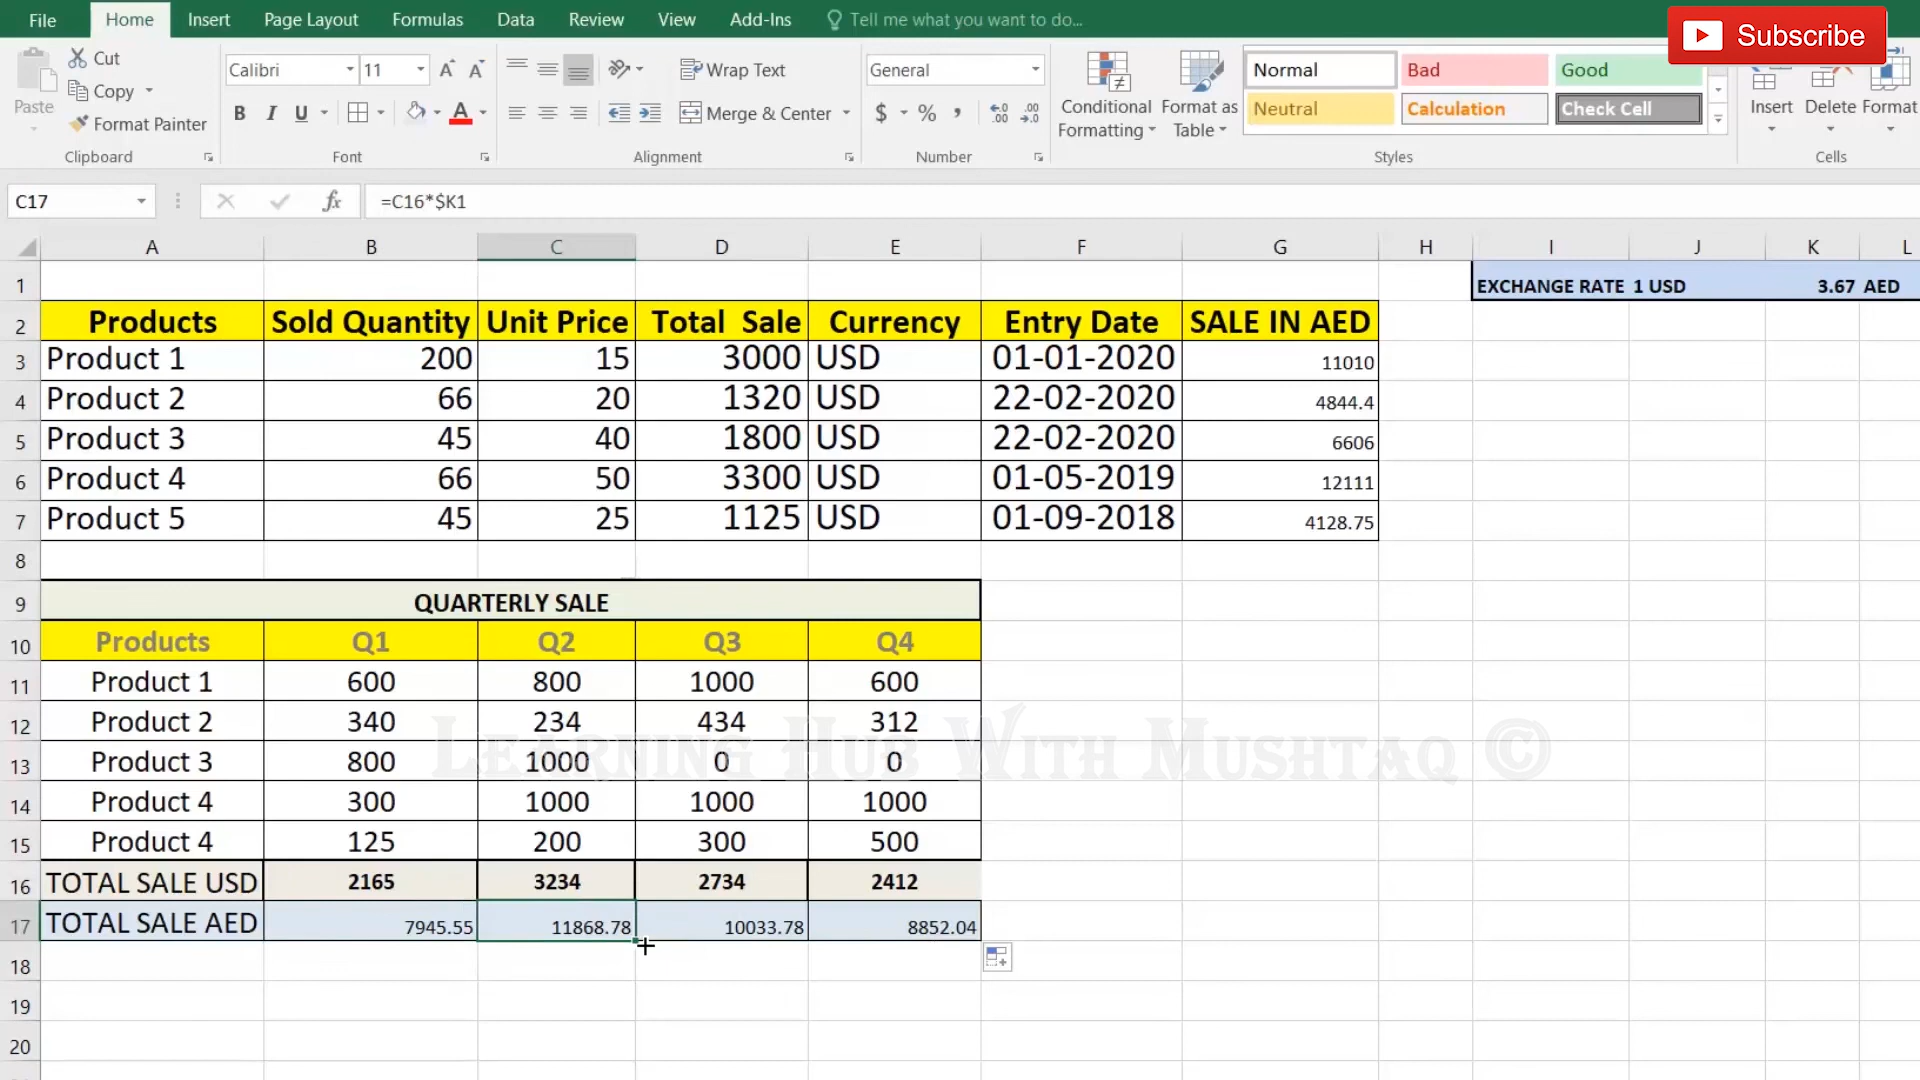 File Home Insert Page Layout Formulas Data Review View Add-Ins Tell me what you want to do...
Subscribe
Paste Cut Copy Format Painter
Calibri 11
B I U A
Wrap Text
Merge & Center
General
$ % ,
Conditional Formatting
Format as Table
Normal Bad Good
Neutral Calculation Check Cell
Insert Delete Format
Clipboard Font Alignment Number Styles Cells
C17 fx =C16*$K1
A B C D E F G H I J K L
1 EXCHANGE RATE 1 USD 3.67 AED
2 Products Sold Quantity Unit Price Total Sale Currency Entry Date SALE IN AED
3 Product 1 200 15 3000 USD 01-01-2020 11010
4 Product 2 66 20 1320 USD 22-02-2020 4844.4
5 Product 3 45 40 1800 USD 22-02-2020 6606
6 Product 4 66 50 3300 USD 01-05-2019 12111
7 Product 5 45 25 1125 USD 01-09-2018 4128.75
8
9 QUARTERLY SALE
10 Products Q1 Q2 Q3 Q4
11 Product 1 600 800 1000 600
12 Product 2 340 234 434 312
Learning Hub With Mushtaq ©
13 Product 3 800 1000 0 0
14 Product 4 300 1000 1000 1000
15 Product 4 125 200 300 500
16 TOTAL SALE USD 2165 3234 2734 2412
17 TOTAL SALE AED 7945.55 11868.78 10033.78 8852.04
18
19
20